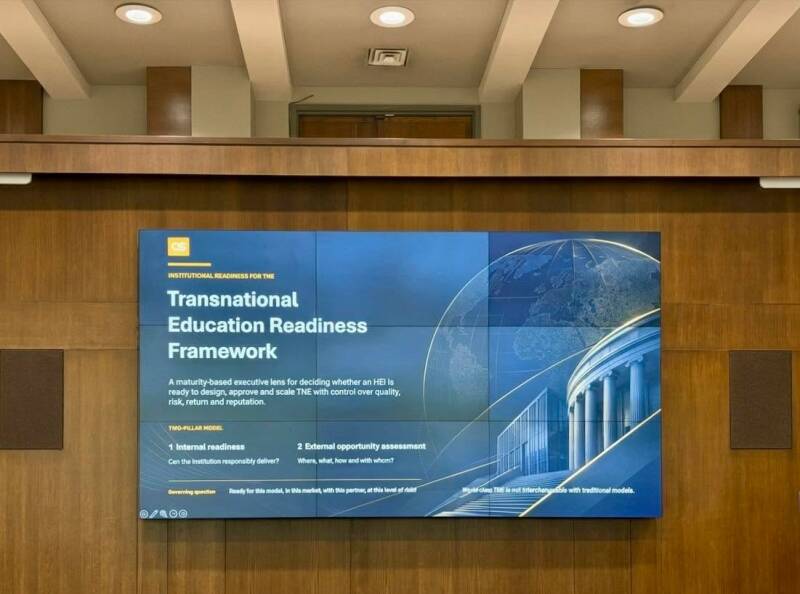 QS
INSTITUTIONAL READINESS FOR THE
Transnational
Education Readiness
Framework
A maturity-based executive lens for deciding whether an HEI is
ready to design, approve and scale TNE with control over quality,
risk, return and reputation.
TWO-PILLAR MODEL
1 Internal readiness
Can the institution responsibly deliver?
2 External opportunity assessment
Where, what, how and with whom?
Governing question Ready for this model, in this market, with this partner, at this level of risk?
World-class TNE is not interchangeable with traditional models.